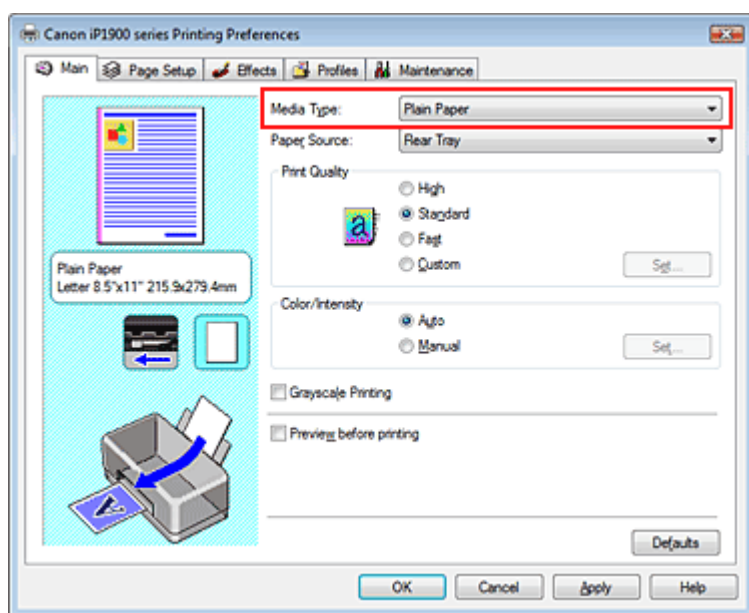 Canon iP1900 series Printing Preferences
Main Page Setup Effects Profiles Maintenance
Media Type: Plain Paper
Paper Source: Rear Tray
Print Quality
High
a Standard
Fast
Custom Set...
Plain Paper
Letter 8.5"x11" 215.9x279.4mm
Color/Intensity
Auto
Manual Set...
Grayscale Printing
Preview before printing
Defaults
OK Cancel Apply Help